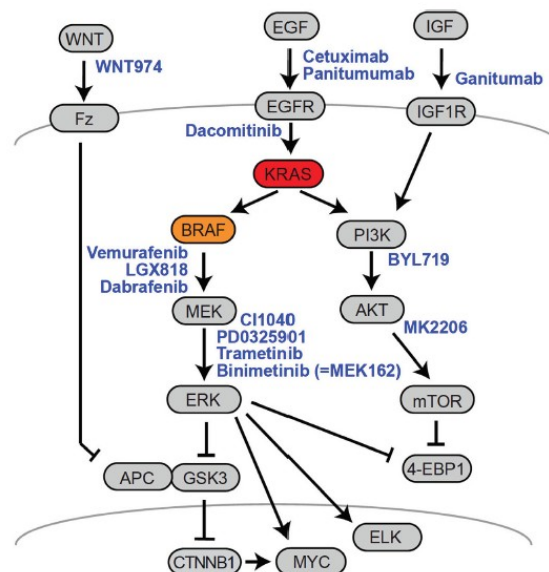 WNT
EGF
IGF
WNT974
Cetuximab
Panitumumab
Ganitumab
Fz
EGFR
IGF1R
Dacomitinib
KRAS
BRAF
PI3K
Vemurafenib
LGX818
Dabrafenib
BYL719
MEK
AKT
CI1040
PD0325901
Trametinib
Binimetinib (=MEK162)
MK2206
ERK
mTOR
APC
GSK3
4-EBP1
ELK
CTNNB1
MYC